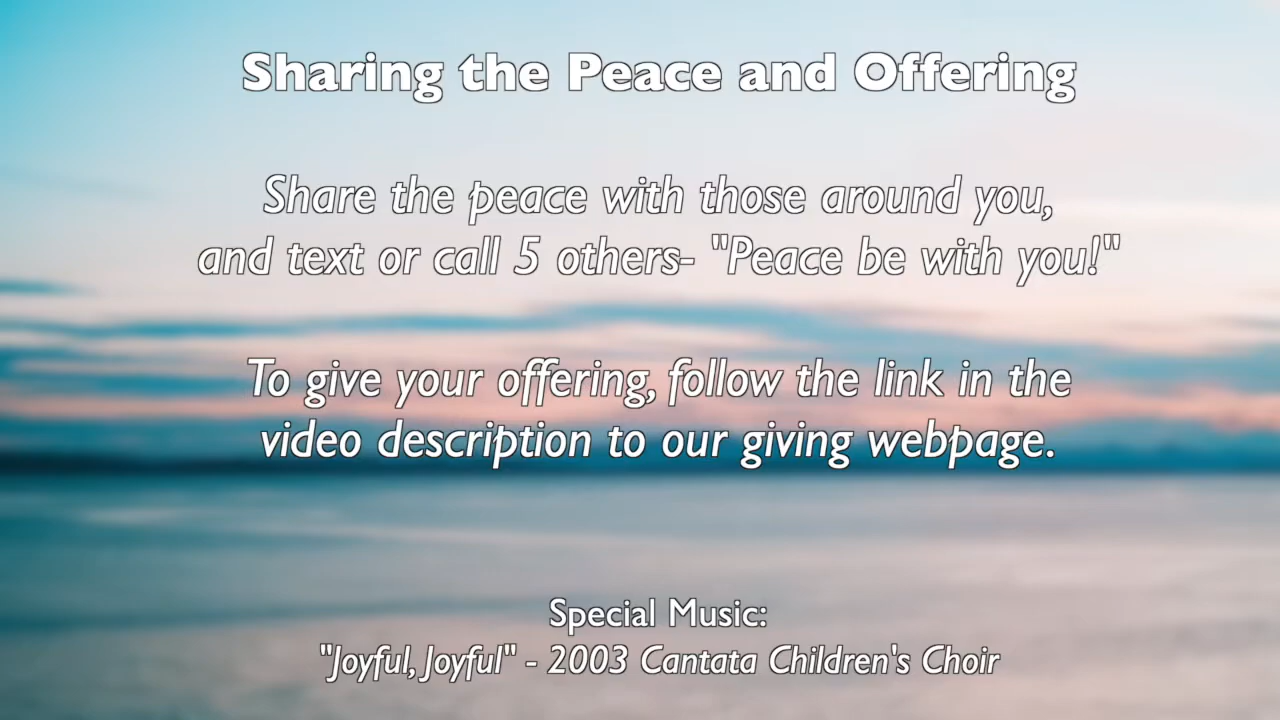 Sharing the Peace and Offering
Share the peace with those around you,
and text or call 5 others- "Peace be with you!"
To give your offering, follow the link in the
video description to our giving webpage.
Special Music:
"Joyful, Joyful" - 2003 Cantata Children's Choir